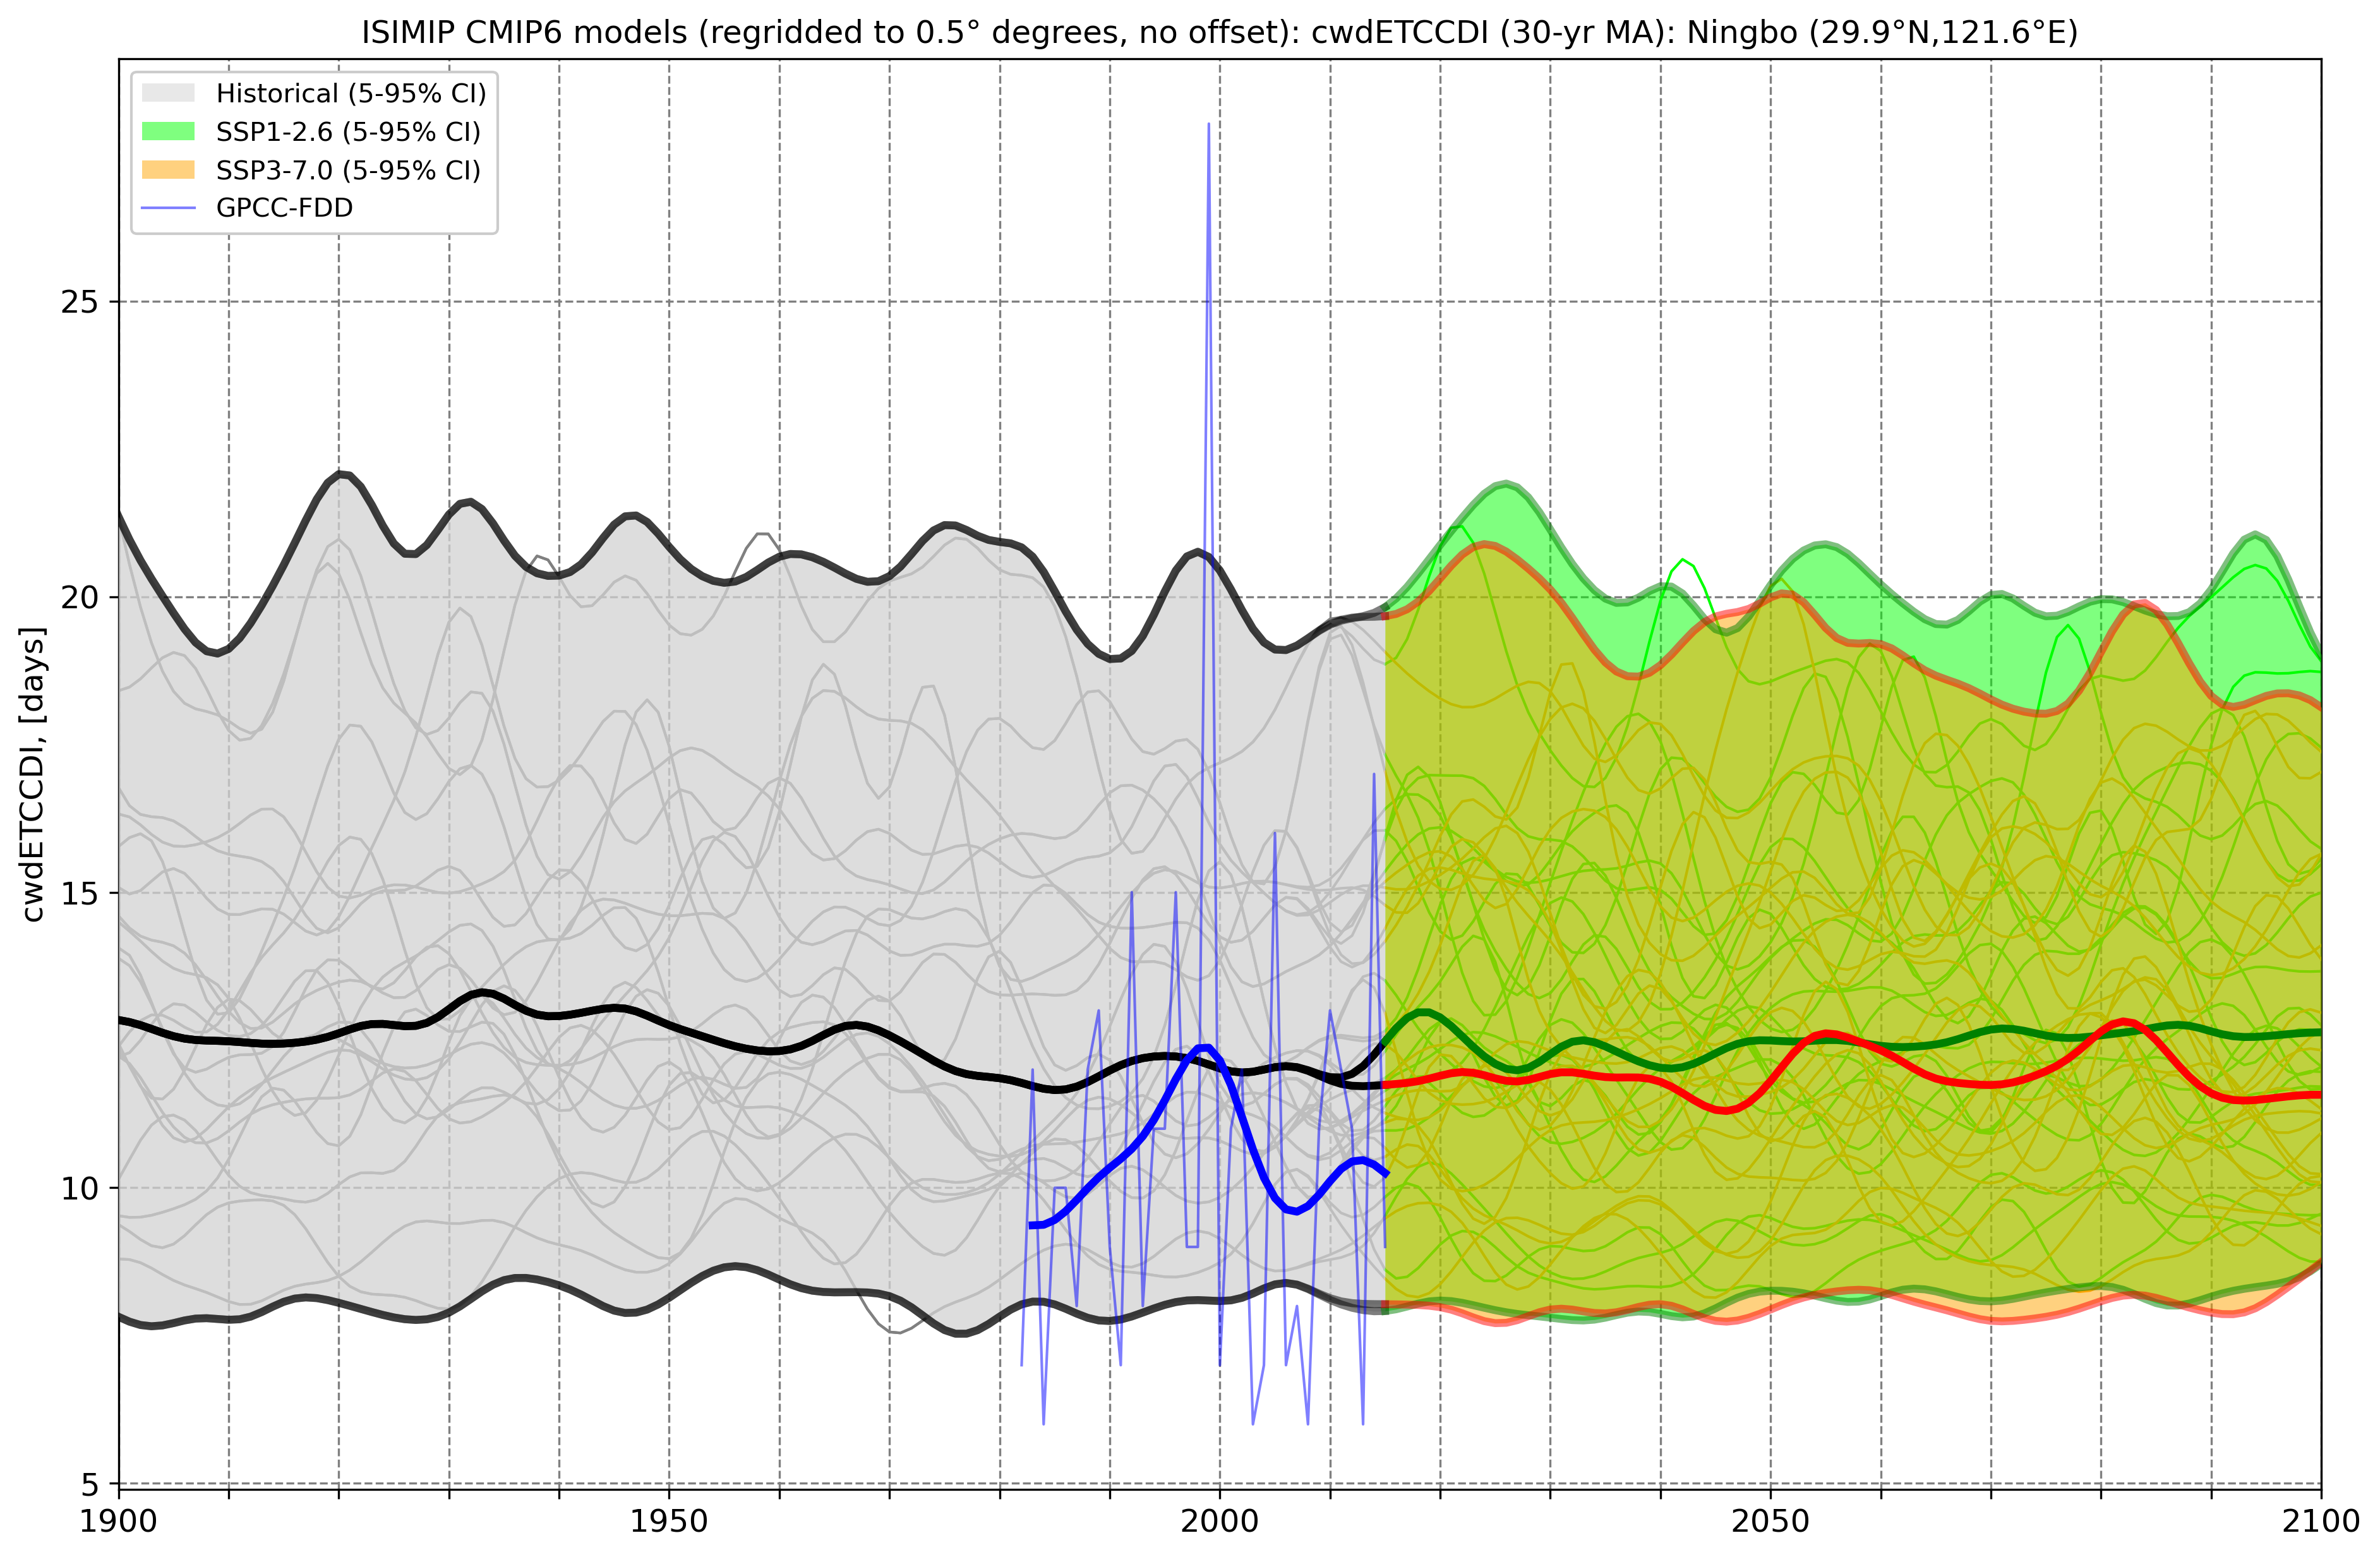 ISIMIP CMIP6 models (regridded to 0.5° degrees, no offset): cwdETCCDI (30-yr MA): Ningbo (29.9°N,121.6°E)
Historical (5-95% CI)
SSP1-2.6 (5-95% CI)
SSP3-7.0 (5-95% CI)
GPCC-FDD
cwdETCCDI, [days]
25
20
15
10
5
1900 1950 2000 2050 2100